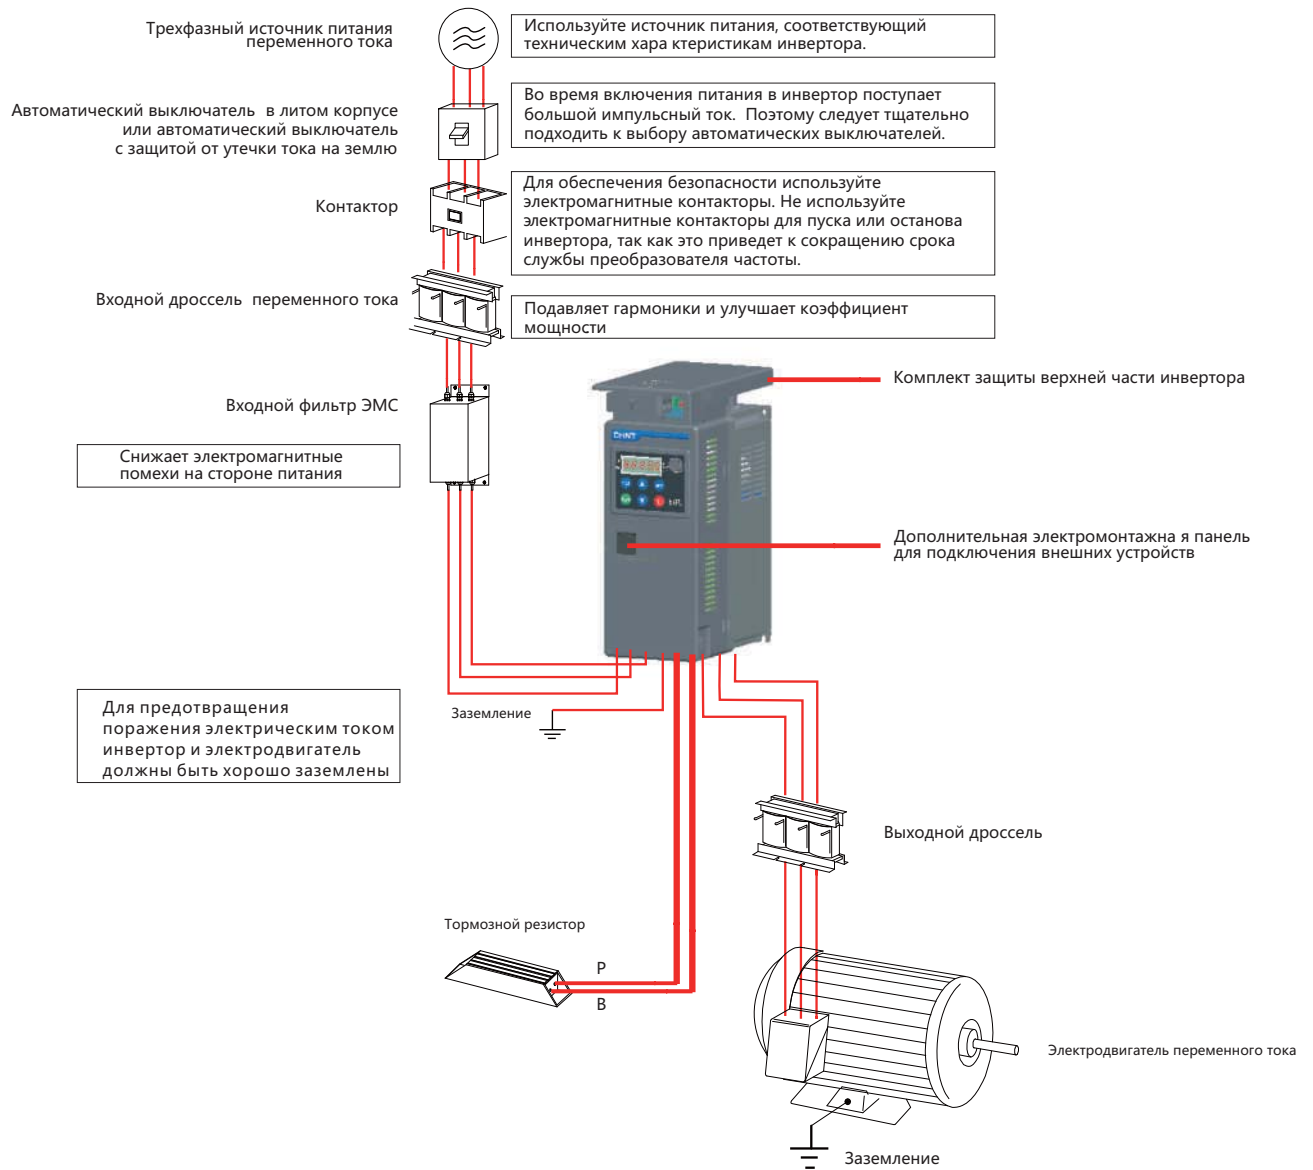 Трехфазный источник питания
переменного тока
Используйте источник питания, соответствующий
техническим хара ктеристикам инвертора.
Автоматический выключатель в литом корпусе
или автоматический выключатель
с защитой от утечки тока на землю
Во время включения питания в инвертор поступает
большой импульсный ток. Поэтому следует тщательно
подходить к выбору автоматических выключателей.
Контактор
Для обеспечения безопасности используйте
электромагнитные контакторы. Не используйте
электромагнитные контакторы для пуска или останова
инвертора, так как это приведет к сокращению срока
службы преобразователя частоты.
Входной дроссель переменного тока
Подавляет гармоники и улучшает коэффициент
мощности
Комплект защиты верхней части инвертора
Входной фильтр ЭМС
Снижает электромагнитные
помехи на стороне питания
CHNT
Дополнительная электромонтажна я панель
для подключения внешних устройств
Для предотвращения
поражения электрическим током
инвертор и электродвигатель
должны быть хорошо заземлены
Заземление
Выходной дроссель
Тормозной резистор
P
B
Электродвигатель переменного тока
Заземление